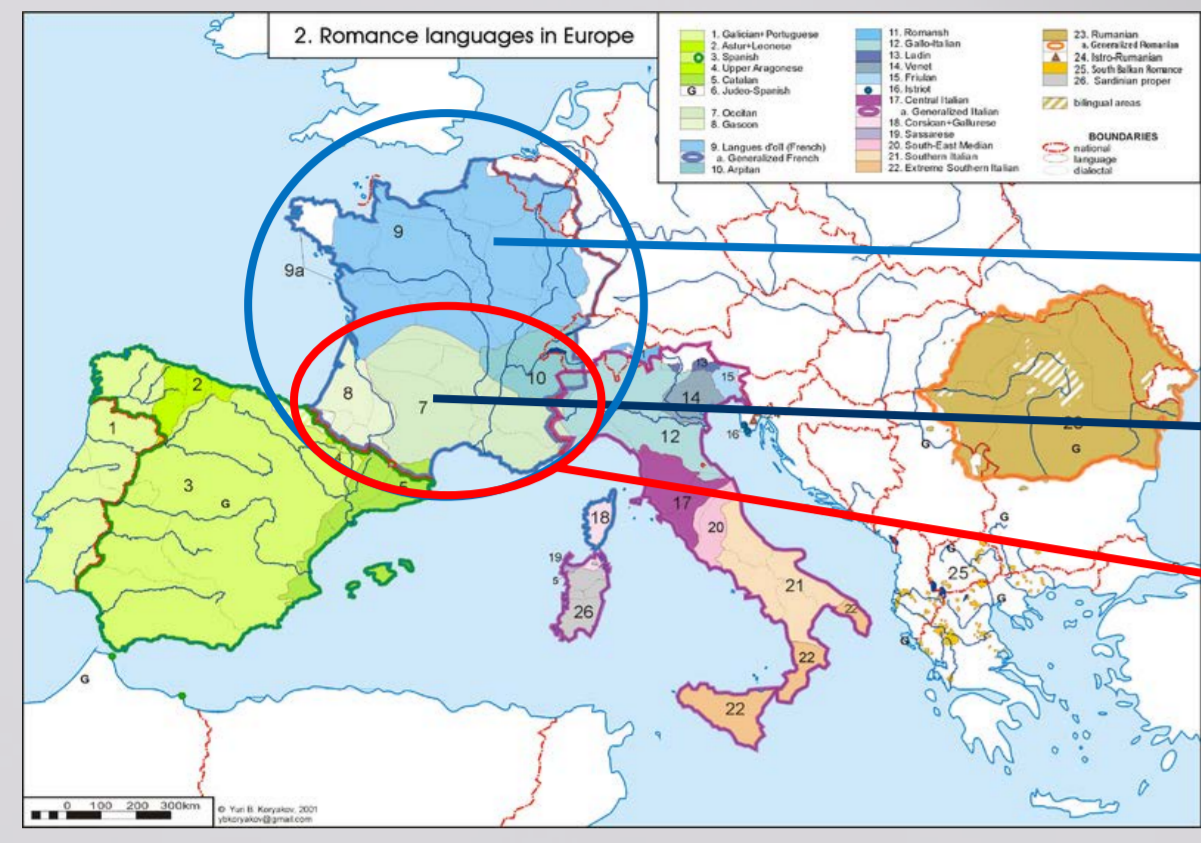 2. Romance languages in Europe
1. Galician+Portuguese
2. Astur+Leonese
3. Spanish
4. Upper Aragonese
5. Catalan
G 6. Judeo-Spanish
7. Occitan
8. Gascon
9. Langues d'oïl (French)
a. Generalized French
10. Arpitan
11. Romansh
12. Gallo-Italian
13. Ladin
14. Venet
15. Friulan
16. Istriot
17. Central Italian
a. Generalized Italian
18. Corsican+Gallurese
19. Sassarese
20. South-East Median
21. Southern Italian
22. Extreme Southern Italian
23. Rumanian
a. Generalized Romanian
24. Istro-Rumanian
25. South Balkan Romance
26. Sardinian proper
bilingual areas
BOUNDARIES
national
language
dialectal
9
9a
8
7
10
2
1
3
G
4
5
13
15
14
12
16
24
17
18
20
19
5
26
21
22
22
22
23
G
G
G
G
25
G
G
G
0 100 200 300km
© Yuri B. Koryakov, 2001
ybkoryakov@gmail.com